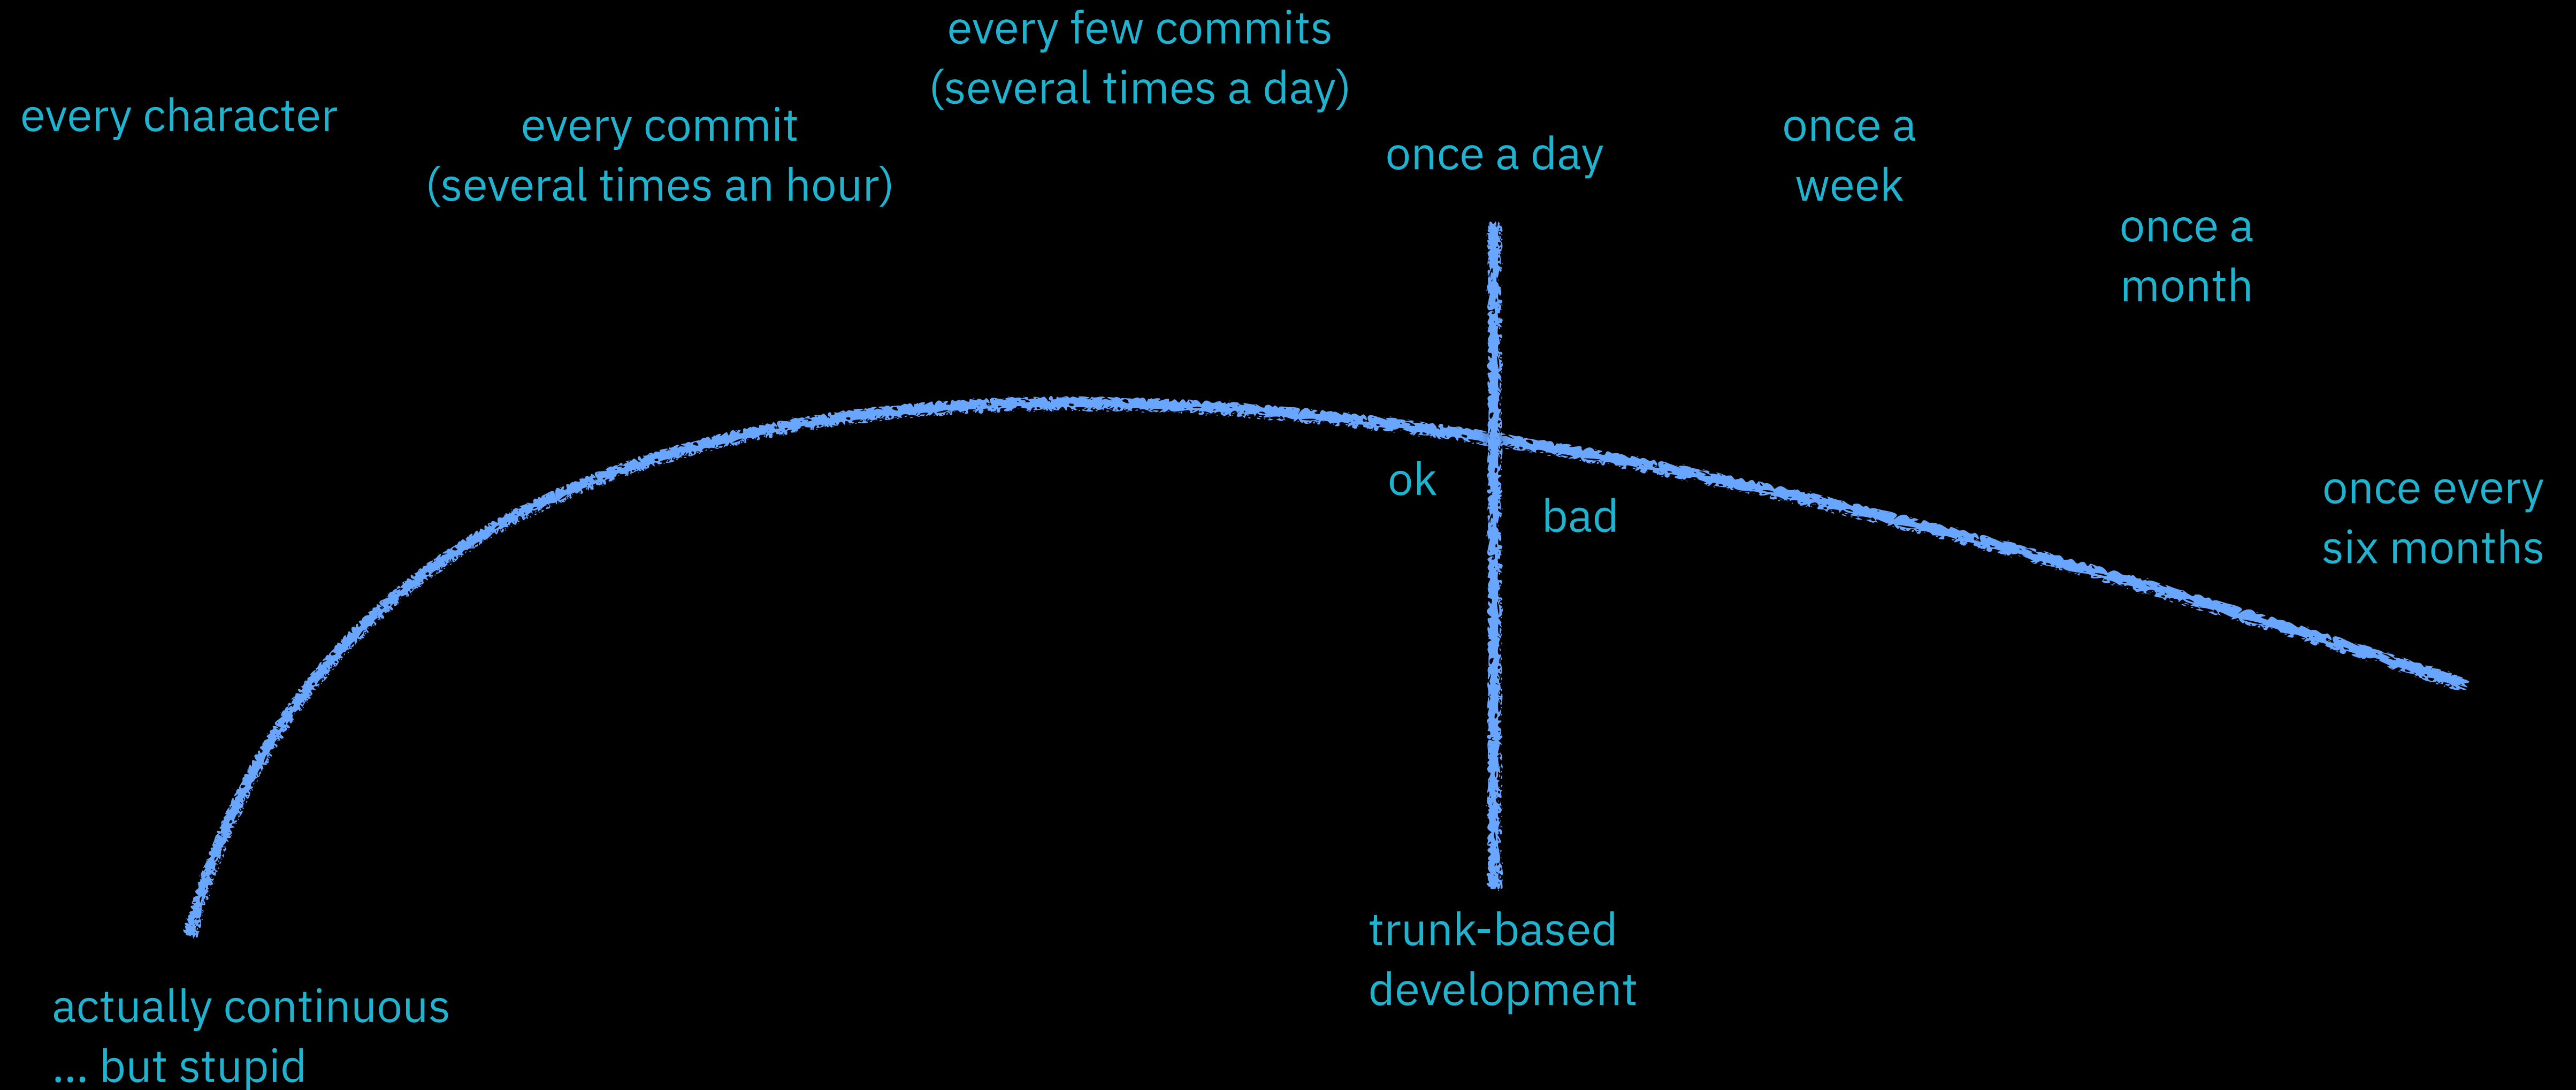 every character
every commit
(several times an hour)
every few commits
(several times a day)
once a day
once a
week
once a
month
once every
six months
ok
bad
trunk-based
development
actually continuous
... but stupid